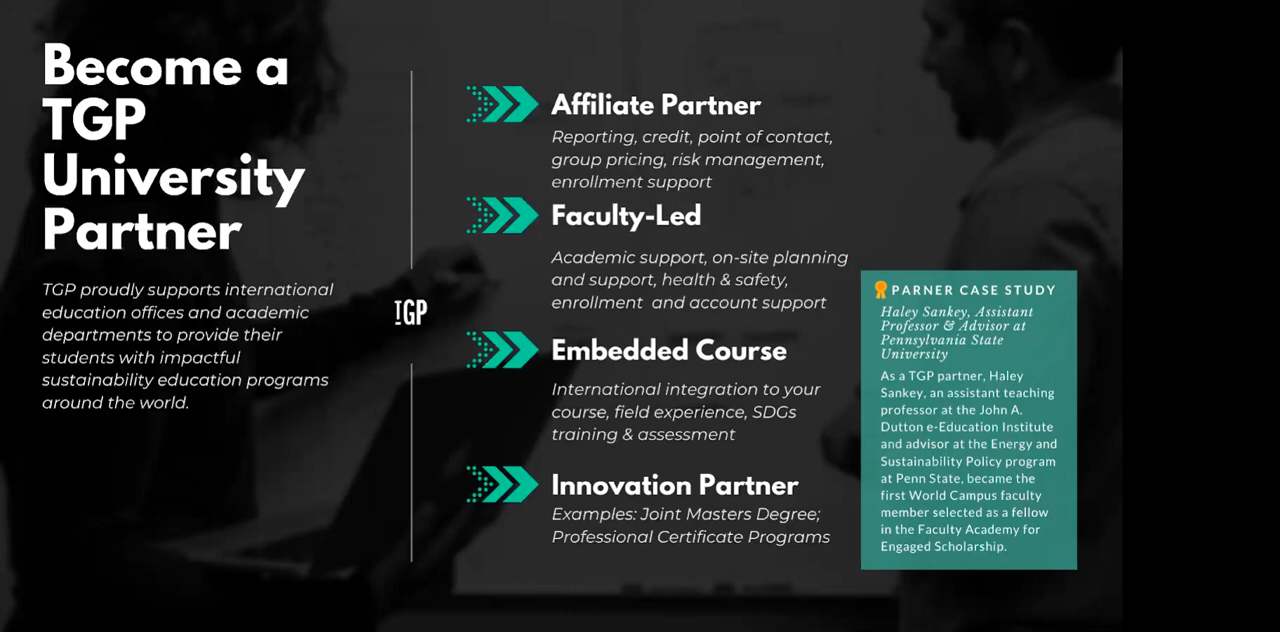 Become a
TGP
University
Partner
TGP proudly supports international
education offices and academic
departments to provide their
students with impactful
sustainability education programs
around the world.
TGP
Affiliate Partner
Reporting, credit, point of contact,
group pricing, risk management,
enrollment support
Faculty-Led
Academic support, on-site planning
and support, health & safety,
enrollment and account support
Embedded Course
International integration to your
course, field experience, SDGs
training & assessment
Innovation Partner
Examples: Joint Masters Degree;
Professional Certificate Programs
PARNER CASE STUDY
Haley Sankey, Assistant
Professor & Advisor at
Pennsylvania State
University
As a TGP partner, Haley
Sankey, an assistant teaching
professor at the John A.
Dutton e-Education Institute
and advisor at the Energy and
Sustainability Policy program
at Penn State, became the
first World Campus faculty
member selected as a fellow
in the Faculty Academy for
Engaged Scholarship.